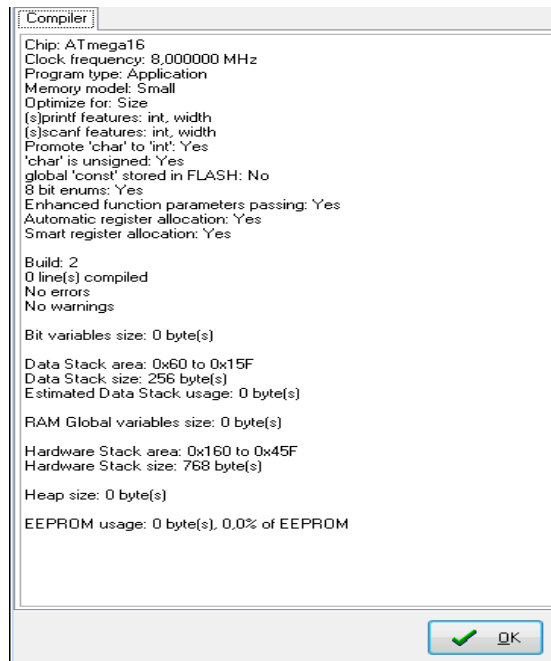 Compiler
Chip: ATmega16
Clock frequency: 8,000000 MHz
Program type: Application
Memory model: Small
Optimize for: Size
(s)printf features: int, width
(s)scanf features: int, width
Promote 'char' to 'int': Yes
'char' is unsigned: Yes
global 'const' stored in FLASH: No
8 bit enums: Yes
Enhanced function parameters passing: Yes
Automatic register allocation: Yes
Smart register allocation: Yes
Build: 2
0 line(s) compiled
No errors
No warnings
Bit variables size: 0 byte(s)
Data Stack area: 0x60 to 0x15F
Data Stack size: 256 byte(s)
Estimated Data Stack usage: 0 byte(s)
RAM Global variables size: 0 byte(s)
Hardware Stack area: 0x160 to 0x45F
Hardware Stack size: 768 byte(s)
Heap size: 0 byte(s)
EEPROM usage: 0 byte(s), 0,0% of EEPROM
OK